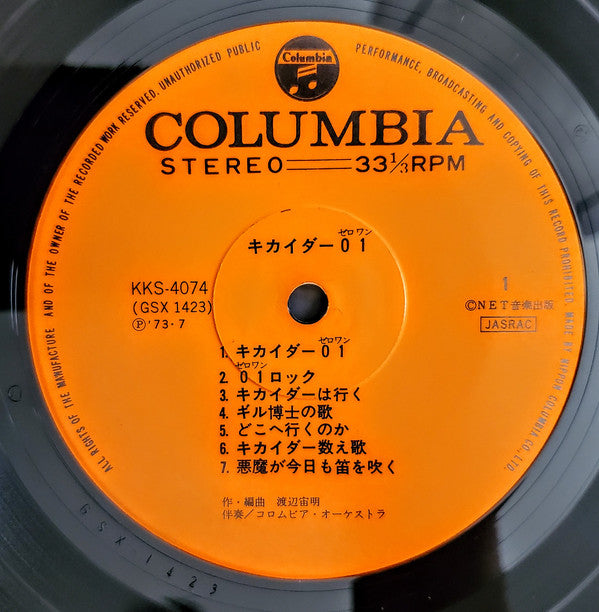 Columbia
ALL RIGHTS OF THE MANUFACTURE AND OF THE OWNER OF THE RECORDED WORK RESERVED. UNAUTHORIZED PUBLIC PERFORMANCE, BROADCASTING AND COPYING OF THIS RECORD PROHIBITED. MADE BY NIPPON COLUMBIA CO., LTD.
COLUMBIA
STEREO 33⅓ RPM
ゼロワン
キカイダー01
KKS-4074
(GSX 1423)
Ⓟ'73・7
1
©NET音楽出版
JASRAC
ゼロワン
1. キカイダー01
ゼロワン
2. 01ロック
3. キカイダーは行く
4. ギル博士の歌
5. どこへ行くのか
6. キカイダー数え歌
7. 悪魔が今日も笛を吹く
作・編曲 渡辺宙明
伴奏/コロムビア・オーケストラ
GSX 1423